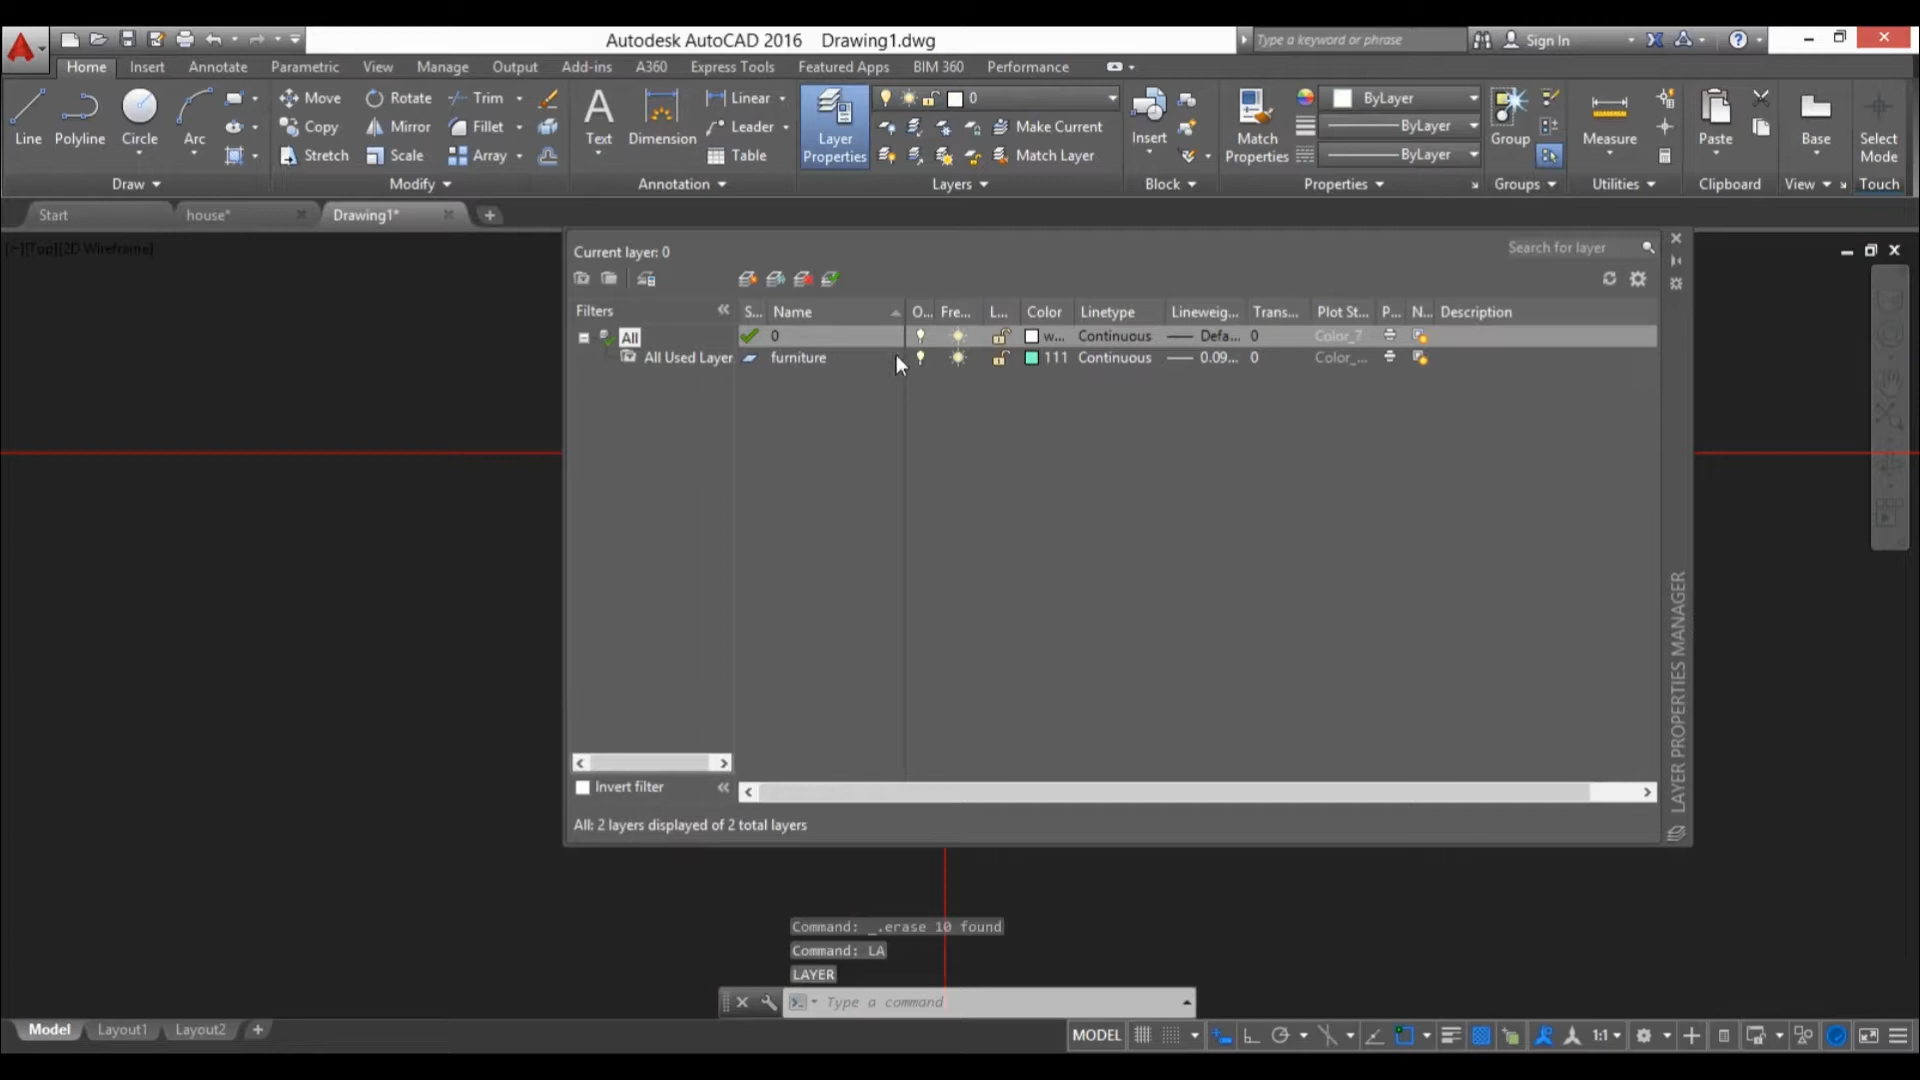 Autodesk AutoCAD 2016 Drawing1.dwg
Type a keyword or phrase
Sign In
Home Insert Annotate Parametric View Manage Output Add-ins A360 Express Tools Featured Apps BIM 360 Performance
Line Polyline Circle Arc
Move Rotate Trim
Copy Mirror Fillet
Stretch Scale Array
Text Dimension
Linear
Leader
Table
Layer Properties
0
Make Current
Match Layer
Insert
Match Properties
ByLayer
ByLayer
ByLayer
Group
Measure
Paste
Base
Select Mode
Draw Modify Annotation Layers Block Properties Groups Utilities Clipboard View Touch
Start house* Drawing1*
[-][Top][2D Wireframe]
Current layer: 0
Search for layer
Filters
S... Name O... Fre... L... Color Linetype Lineweig... Trans... Plot St... P... N... Description
All
0 w... Continuous Defa... 0 Color_7
All Used Layer
furniture 111 Continuous 0.09... 0 Color_...
Invert filter
All: 2 layers displayed of 2 total layers
LAYER PROPERTIES MANAGER
Command: _.erase 10 found
Command: LA
LAYER
Type a command
Model Layout1 Layout2
MODEL 1:1